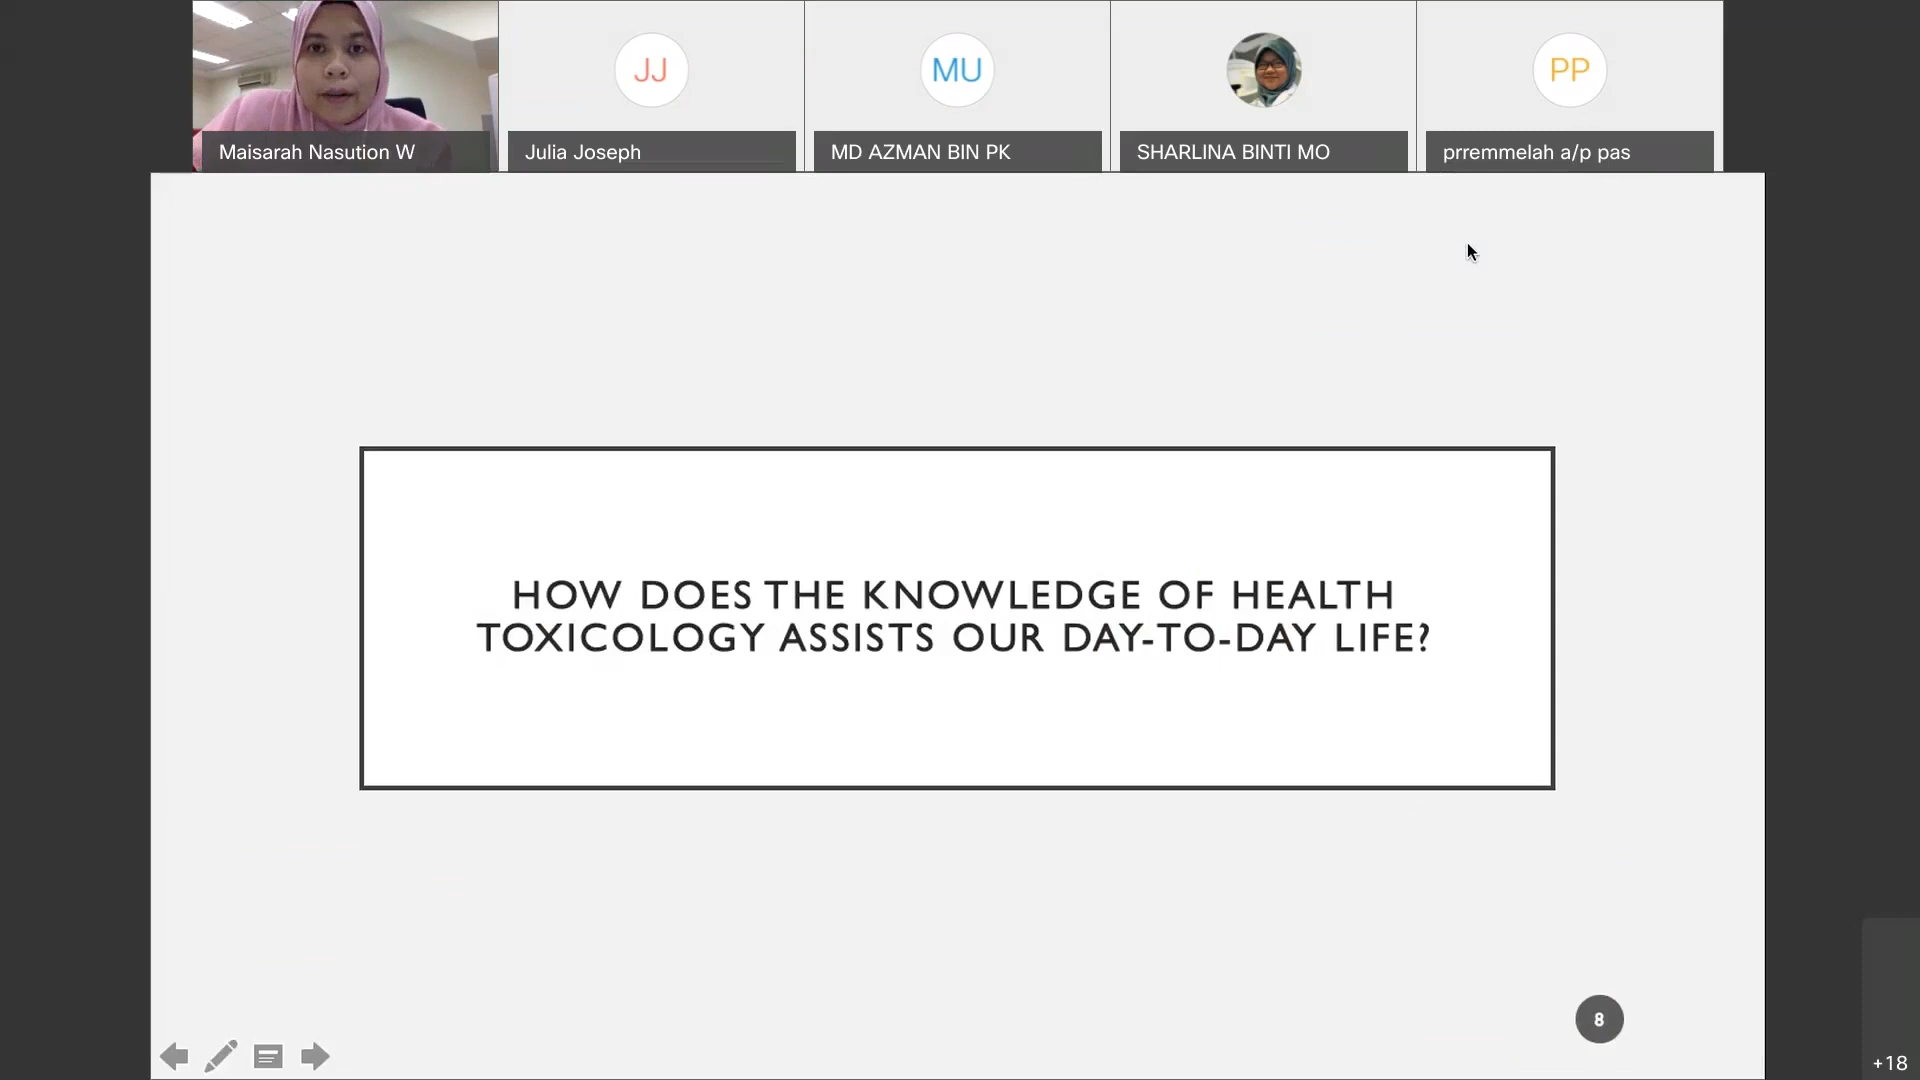 JJ
MU
PP
Maisarah Nasution W
Julia Joseph
MD AZMAN BIN PK
SHARLINA BINTI MO
prremmelah a/p pas
HOW DOES THE KNOWLEDGE OF HEALTH
TOXICOLOGY ASSISTS OUR DAY-TO-DAY LIFE?
8
+18